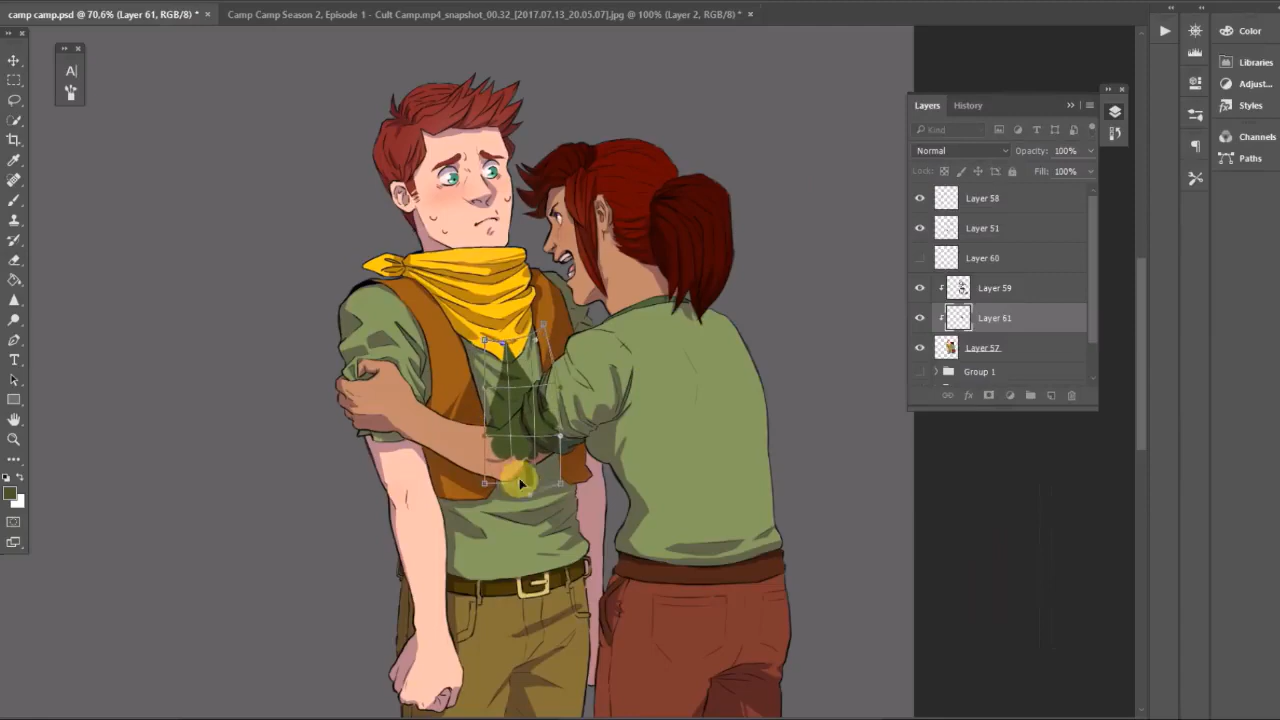 camp camp.psd @ 70,6% (Layer 61, RGB/8) *
Camp Camp Season 2, Episode 1 - Cult Camp.mp4_snapshot_00.32_[2017.07.13_20.05.07].jpg @ 100% (Layer 2, RGB/8) *
A|
Color
Libraries
Adjust...
Styles
Channels
Paths
Layers
History
Kind
Normal
Opacity: 100%
Lock:
Fill: 100%
Layer 58
Layer 51
Layer 60
Layer 59
Layer 61
Layer 57
Group 1
fx